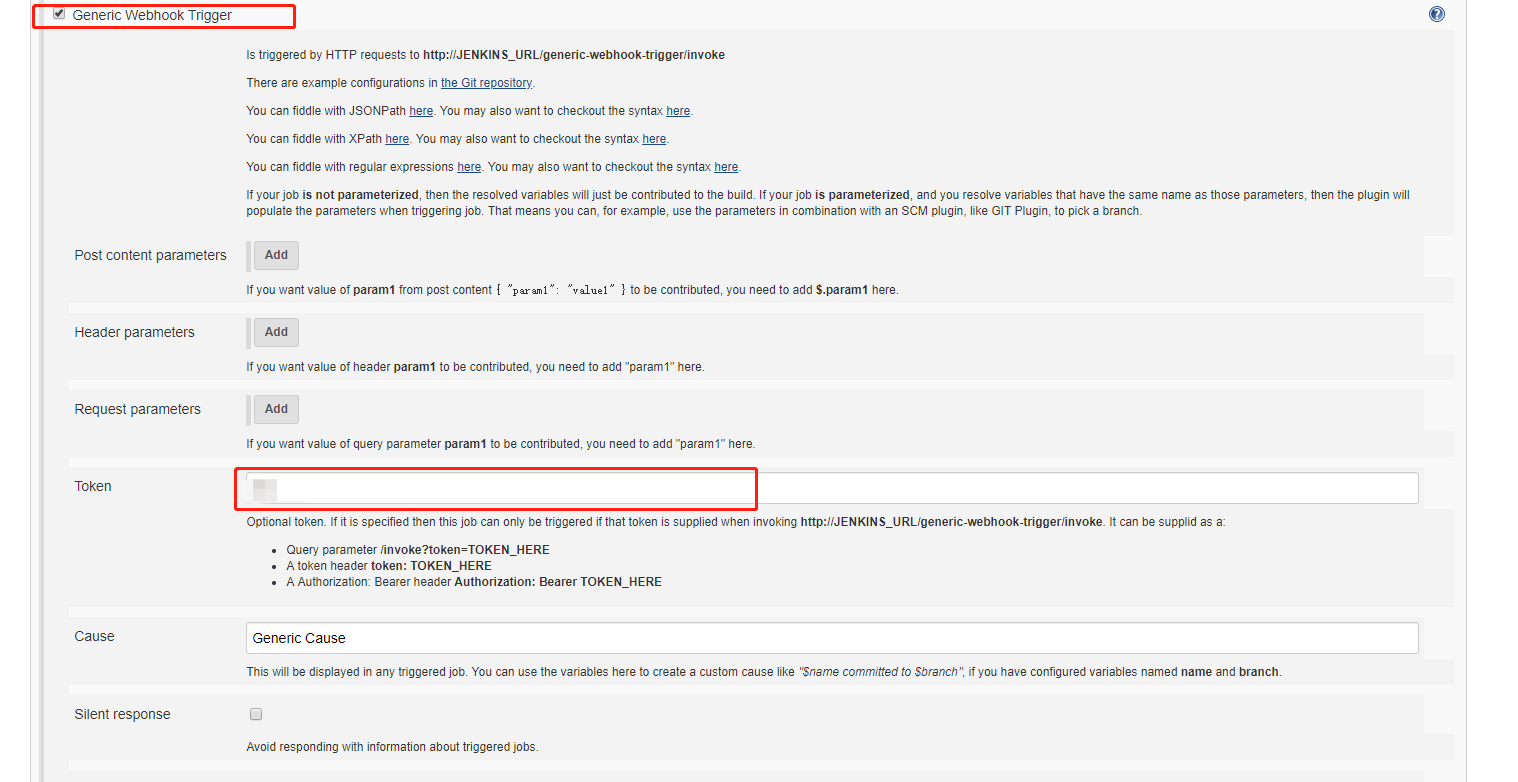 Generic Webhook Trigger
Is triggered by HTTP requests to http://JENKINS_URL/generic-webhook-trigger/invoke
There are example configurations in the Git repository.
You can fiddle with JSONPath here. You may also want to checkout the syntax here.
You can fiddle with XPath here. You may also want to checkout the syntax here.
You can fiddle with regular expressions here. You may also want to checkout the syntax here.
If your job is not parameterized, then the resolved variables will just be contributed to the build. If your job is parameterized, and you resolve variables that have the same name as those parameters, then the plugin will
populate the parameters when triggering job. That means you can, for example, use the parameters in combination with an SCM plugin, like GIT Plugin, to pick a branch.
Post content parameters
Add
If you want value of param1 from post content { "param1": "value1" } to be contributed, you need to add $.param1 here.
Header parameters
Add
If you want value of header param1 to be contributed, you need to add "param1" here.
Request parameters
Add
If you want value of query parameter param1 to be contributed, you need to add "param1" here.
Token
Optional token. If it is specified then this job can only be triggered if that token is supplied when invoking http://JENKINS_URL/generic-webhook-trigger/invoke. It can be supplid as a:
• Query parameter /invoke?token=TOKEN_HERE
• A token header token: TOKEN_HERE
• A Authorization: Bearer header Authorization: Bearer TOKEN_HERE
Cause
Generic Cause
This will be displayed in any triggered job. You can use the variables here to create a custom cause like "$name committed to $branch", if you have configured variables named name and branch.
Silent response
Avoid responding with information about triggered jobs.